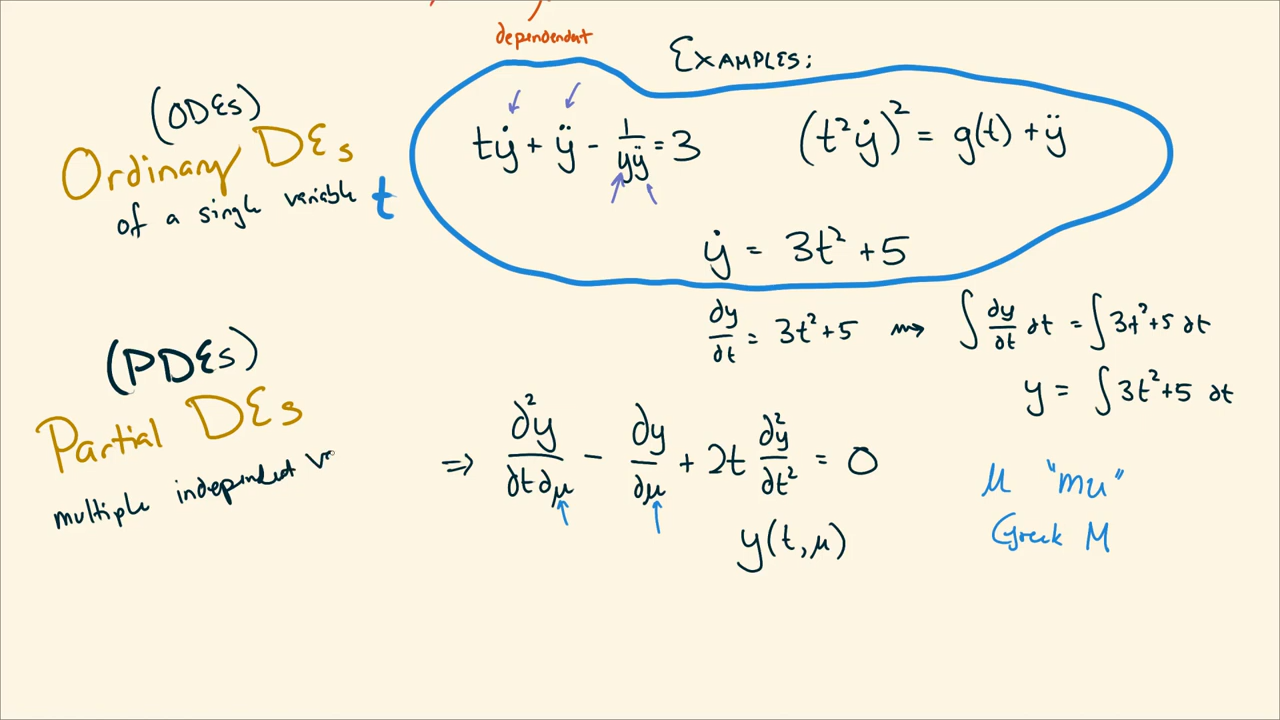 dependent
EXAMPLES:
(ODEs)
Ordinary DEs
of a single variable t
tẏ + ÿ - 1/(yÿ) = 3
(t²ẏ)² = g(t) + ÿ
ẏ = 3t² + 5
∂y/∂t = 3t² + 5 ⇝ ∫ ∂y/∂t ∂t = ∫ 3t² + 5 ∂t
y = ∫ 3t² + 5 ∂t
(PDEs)
Partial DEs
multiple independent
⇒ ∂²y/∂t∂μ - ∂y/∂μ + 2t ∂²y/∂t² = 0
y(t, μ)
μ "mu"
Greek M